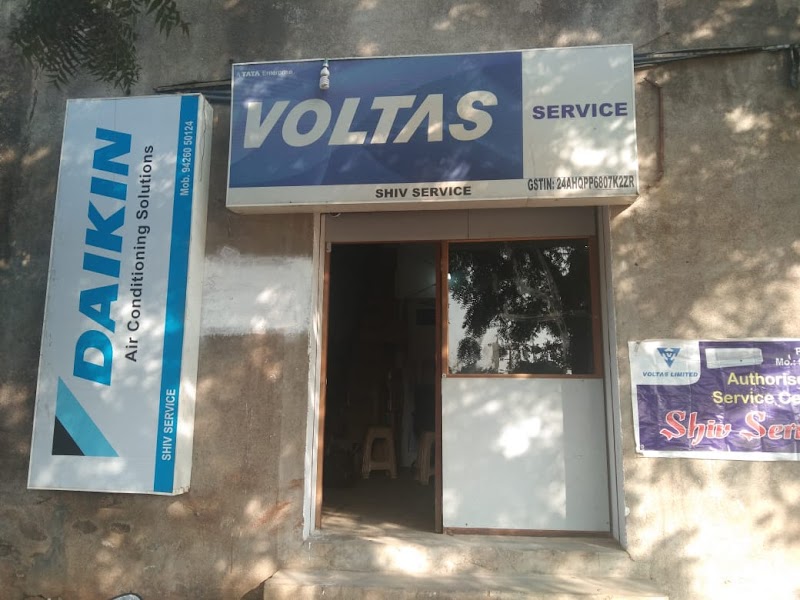 DAIKIN
Air Conditioning Solutions
Mob. 94260 50124
SHIV SERVICE
A TATA Enterprise
VOLTAS
SERVICE
SHIV SERVICE
GSTIN: 24AHQPP6807K2ZR
VOLTAS LIMITED
Authoris
Service Ce
Shiv Ser